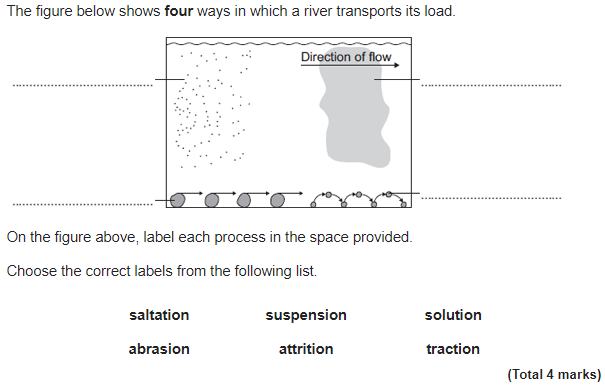 The figure below shows four ways in which a river transports its load.
Direction of flow
On the figure above, label each process in the space provided.
Choose the correct labels from the following list.
saltation suspension solution
abrasion attrition traction
(Total 4 marks)